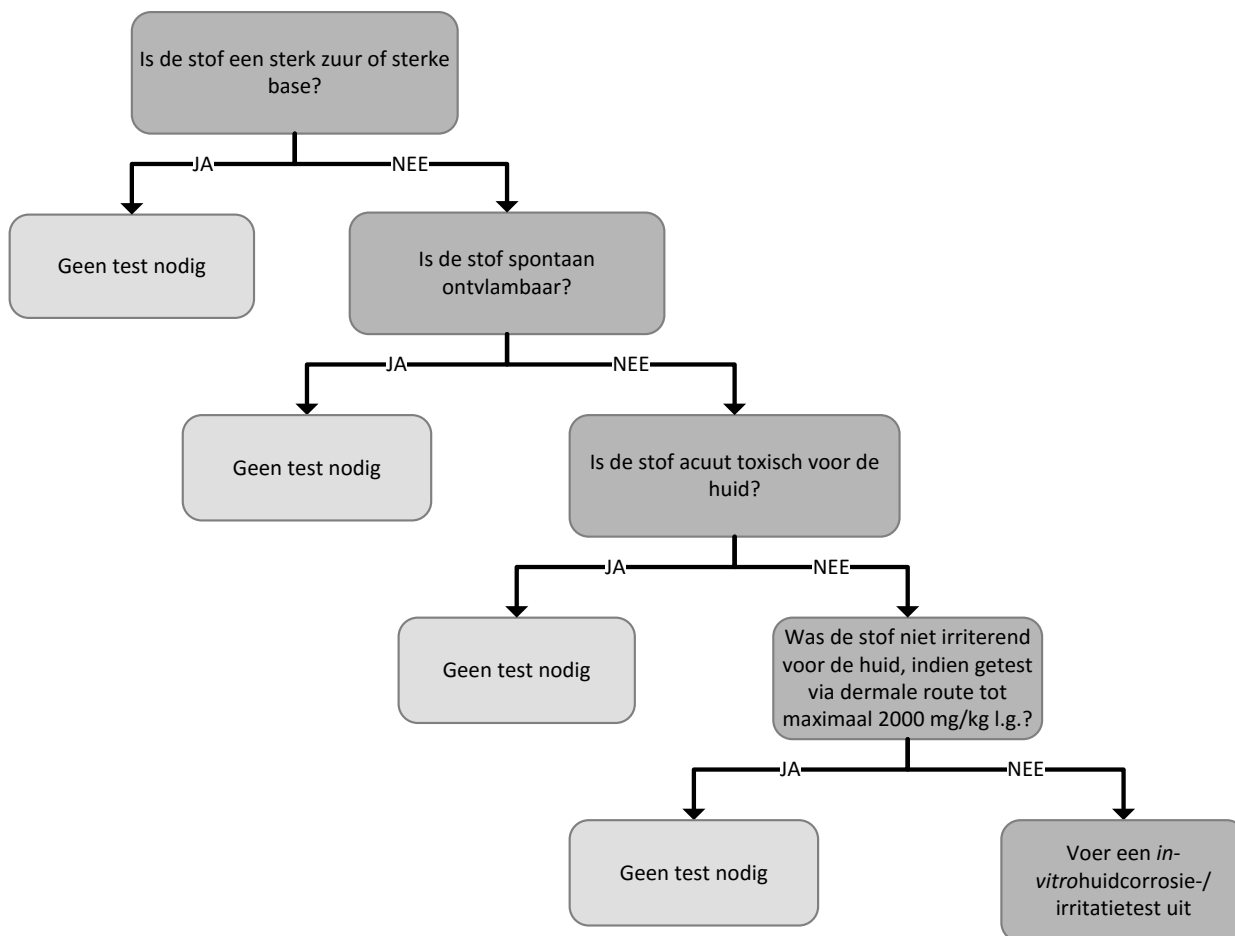 Is de stof een sterk zuur of sterke
base?
JA
NEE
Geen test nodig
Is de stof spontaan
ontvlambaar?
JA
NEE
Geen test nodig
Is de stof acuut toxisch voor de
huid?
JA
NEE
Geen test nodig
Was de stof niet irriterend
voor de huid, indien getest
via dermale route tot
maximaal 2000 mg/kg l.g.?
JA
NEE
Geen test nodig
Voer een in-
vitrohuidcorrosie-/
irritatietest uit